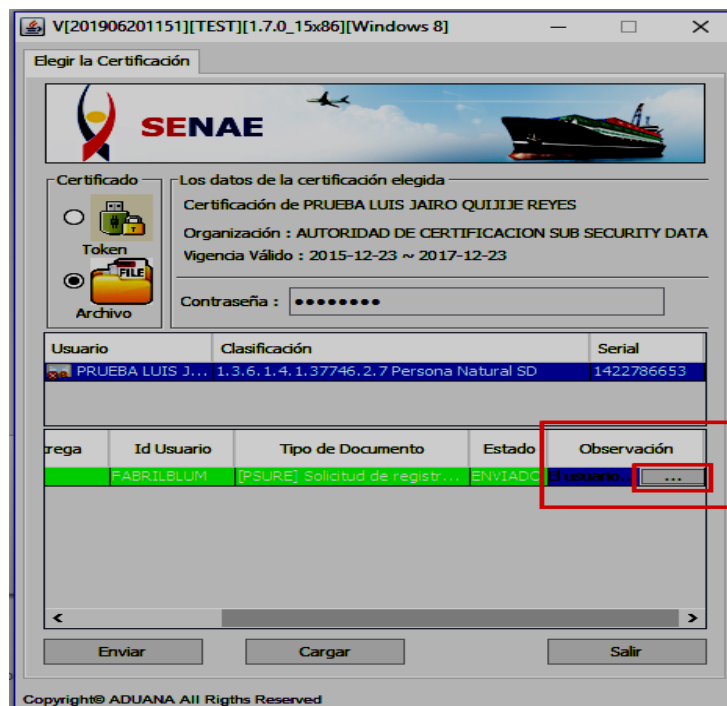 V[201906201151][TEST][1.7.0_15x86][Windows 8]
Elegir la Certificación
SENAE
Certificado
Los datos de la certificación elegida
Certificación de PRUEBA LUIS JAIRO QUIJIJE REYES
Organización : AUTORIDAD DE CERTIFICACION SUB SECURITY DATA
Token
Vigencia Válido : 2015-12-23 ~ 2017-12-23
FILE
Archivo
Contraseña : ●●●●●●●●
Usuario Clasificación Serial
PRUEBA LUIS J... 1.3.6.1.4.1.37746.2.7 Persona Natural SD 1422786653
rega Id Usuario Tipo de Documento Estado Observación
FABRILBLUM [PSURE] Solicitud de registr... ENVIADO El usuario... ...
Enviar Cargar Salir
Copyright© ADUANA All Rigths Reserved